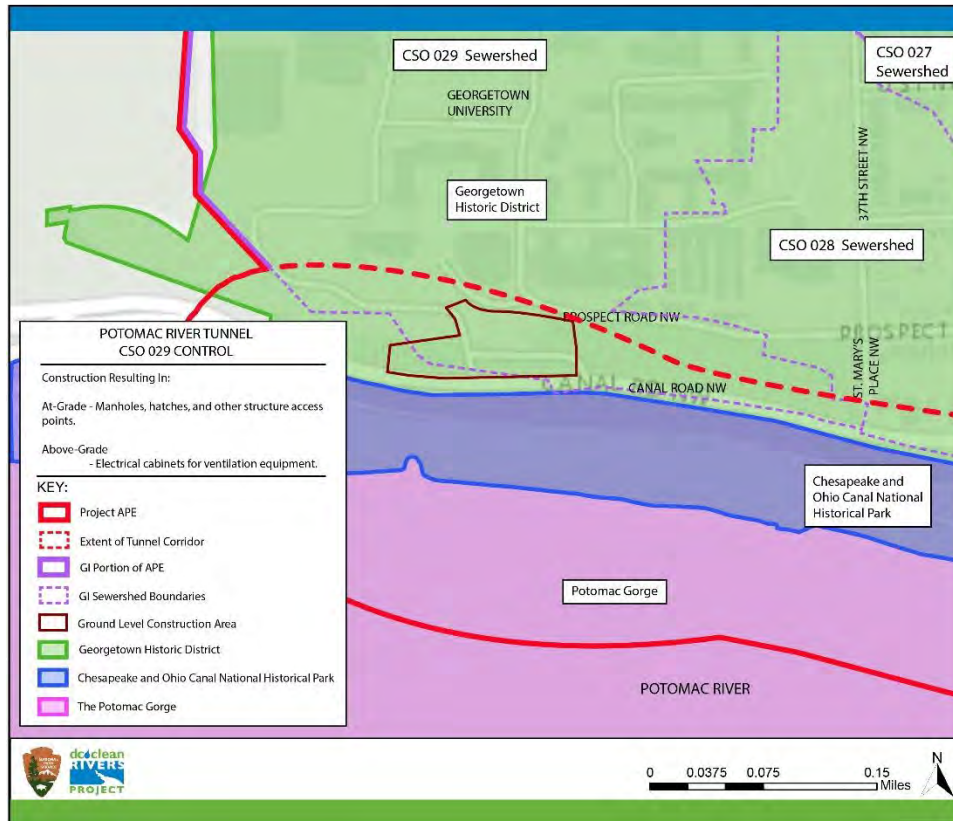 CSO 029 Sewershed
CSO 027
Sewershed
GEORGETOWN
UNIVERSITY
37TH STREET NW
Georgetown
Historic District
CSO 028 Sewershed
PROSPECT ROAD NW
PROSPECT
ST. MARY'S
PLACE NW
CANAL ROAD NW
CANAL
POTOMAC RIVER TUNNEL
CSO 029 CONTROL
Construction Resulting In:
At-Grade - Manholes, hatches, and other structure access
points.
Above-Grade
- Electrical cabinets for ventilation equipment.
KEY:
Project APE
Extent of Tunnel Corridor
GI Portion of APE
GI Sewershed Boundaries
Ground Level Construction Area
Georgetown Historic District
Chesapeake and Ohio Canal National Historical Park
The Potomac Gorge
Chesapeake and
Ohio Canal National
Historical Park
Potomac Gorge
POTOMAC RIVER
dc clean
RIVERS
PROJECT
0 0.0375 0.075 0.15
Miles
N